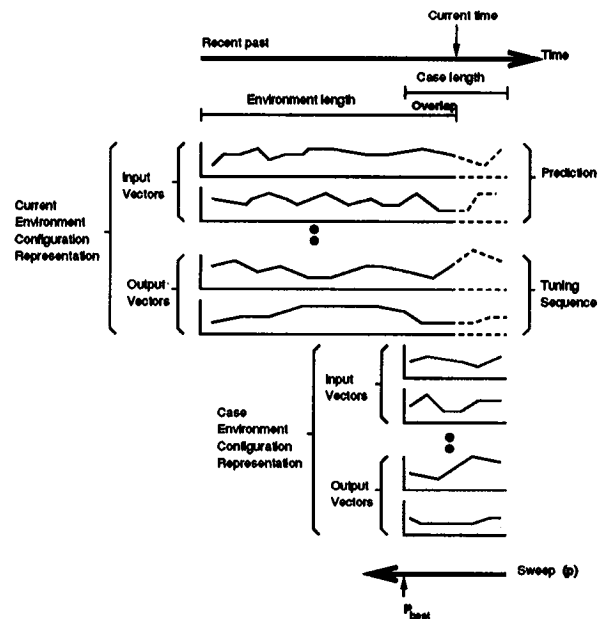 Current time
Recent past
Time
Case length
Environment length
Overlap
Input
Vectors
Prediction
Current
Environment
Configuration
Representation
Output
Vectors
Tuning
Sequence
Input
Vectors
Case
Environment
Configuration
Representation
Output
Vectors
Sweep (p)
P best